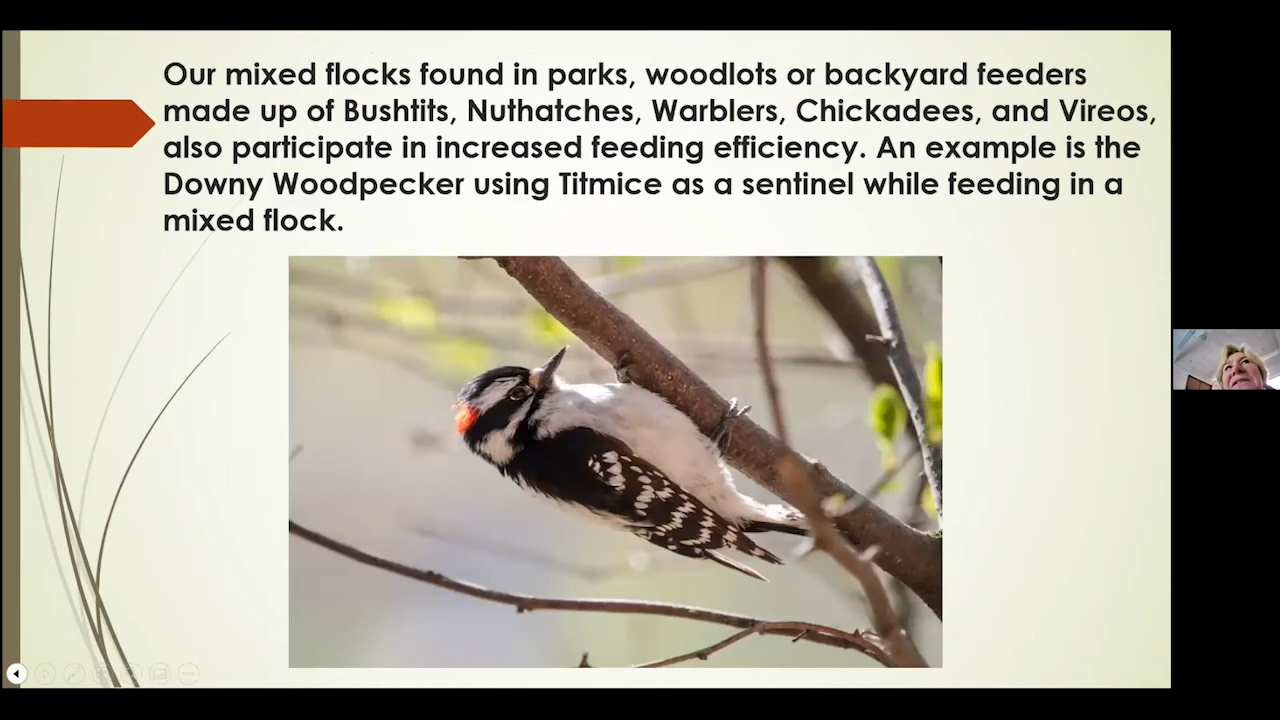 Our mixed flocks found in parks, woodlots or backyard feeders
made up of Bushtits, Nuthatches, Warblers, Chickadees, and Vireos,
also participate in increased feeding efficiency. An example is the
Downy Woodpecker using Titmice as a sentinel while feeding in a
mixed flock.